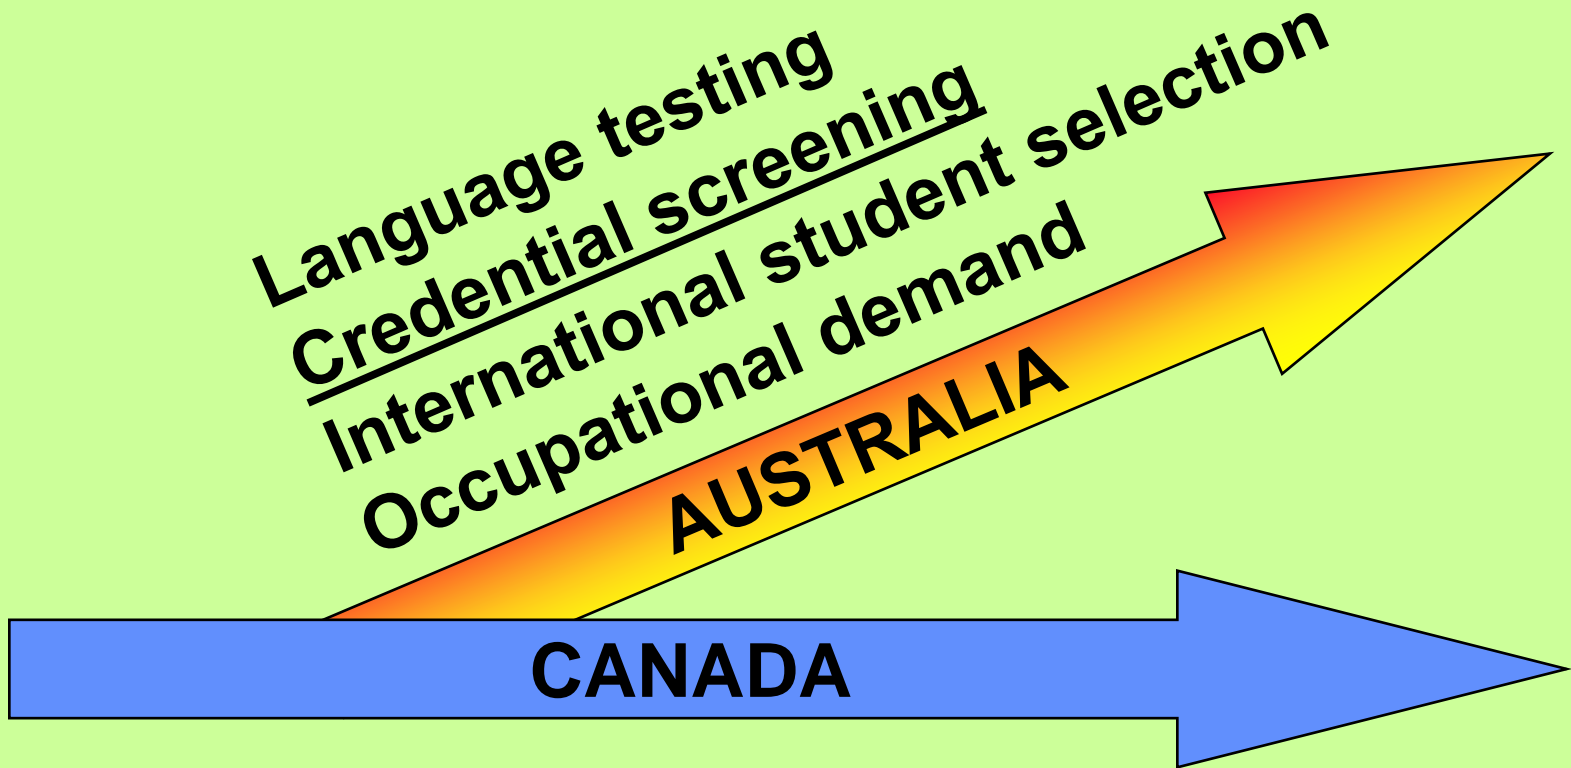 Language testing
Credential screening
International student selection
Occupational demand
AUSTRALIA
CANADA